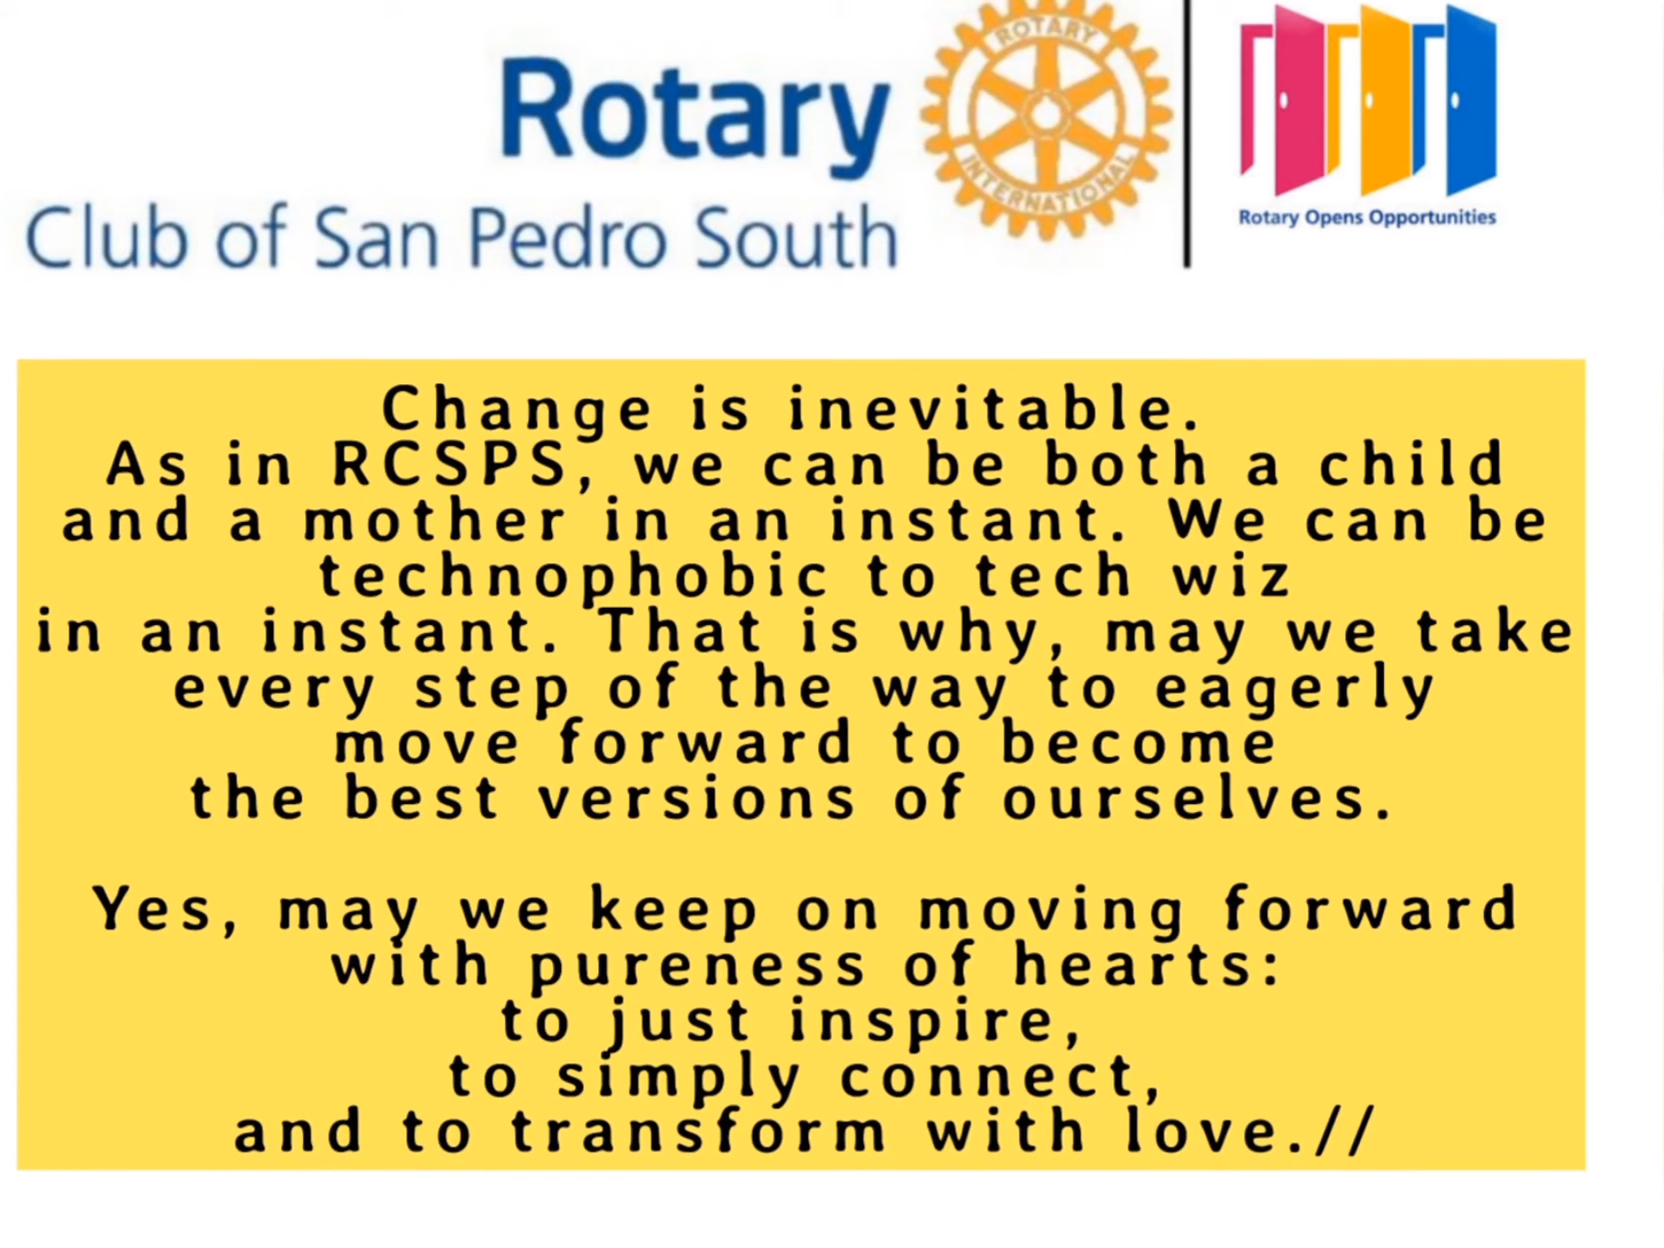 Rotary
Club of San Pedro South
ROTARY
INTERNATIONAL
Rotary Opens Opportunities
Change is inevitable.
As in RCSPS, we can be both a child
and a mother in an instant. We can be
technophobic to tech wiz
in an instant. That is why, may we take
every step of the way to eagerly
move forward to become
the best versions of ourselves.
Yes, may we keep on moving forward
with pureness of hearts:
to just inspire,
to simply connect,
and to transform with love.//